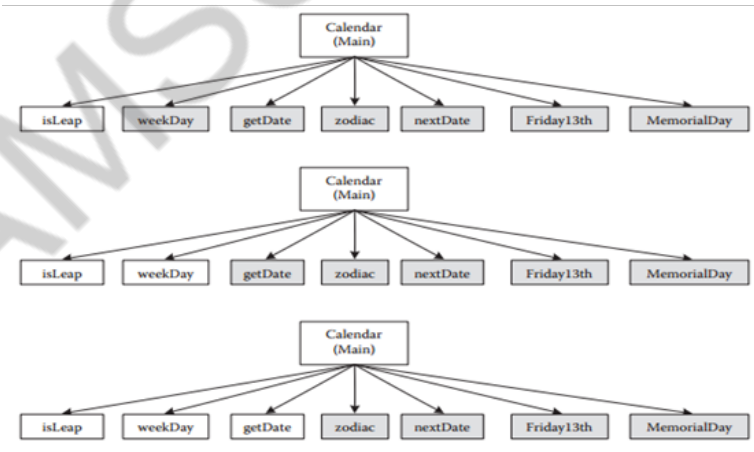 Calendar
(Main)
isLeap weekDay getDate zodiac nextDate Friday13th MemorialDay
Calendar
(Main)
isLeap weekDay getDate zodiac nextDate Friday13th MemorialDay
Calendar
(Main)
isLeap weekDay getDate zodiac nextDate Friday13th MemorialDay